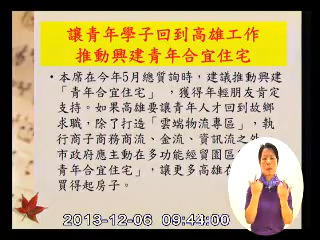 讓青年學子回到高雄工作
推動興建青年合宜住宅
• 本席在今年5月總質詢時，建議推動興建
「青年合宜住宅」，獲得年輕朋友肯定
支持。如果高雄要讓青年人才回到故鄉
求職，除了打造「雲端物流專區」，執
行商子商務商流、金流、資訊流之外
市政府應主動在多功能經貿園區
青年合宜住宅」，讓更多高雄在
買得起房子。
2013-12-06 09:44:00